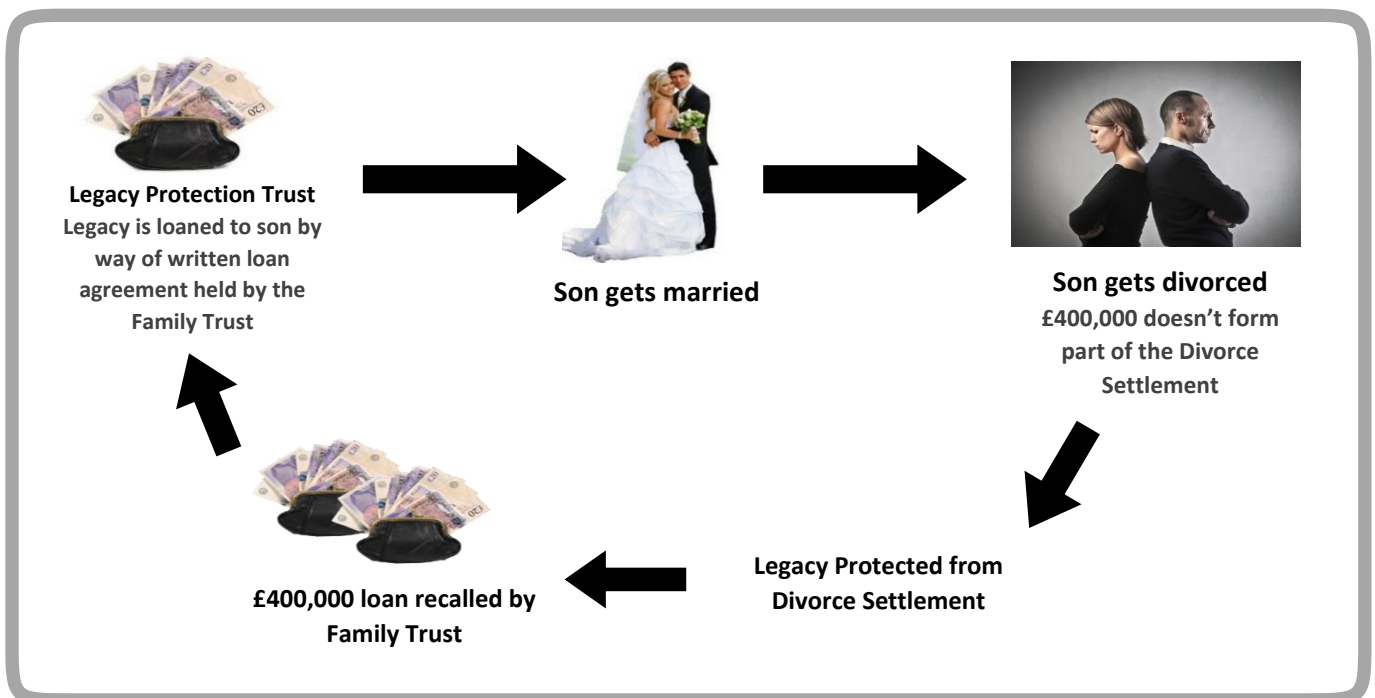 Legacy Protection Trust
Legacy is loaned to son by
way of written loan
agreement held by the
Family Trust
Son gets married
Son gets divorced
£400,000 doesn’t form
part of the Divorce
Settlement
Legacy Protected from
Divorce Settlement
£400,000 loan recalled by
Family Trust
£20
£20